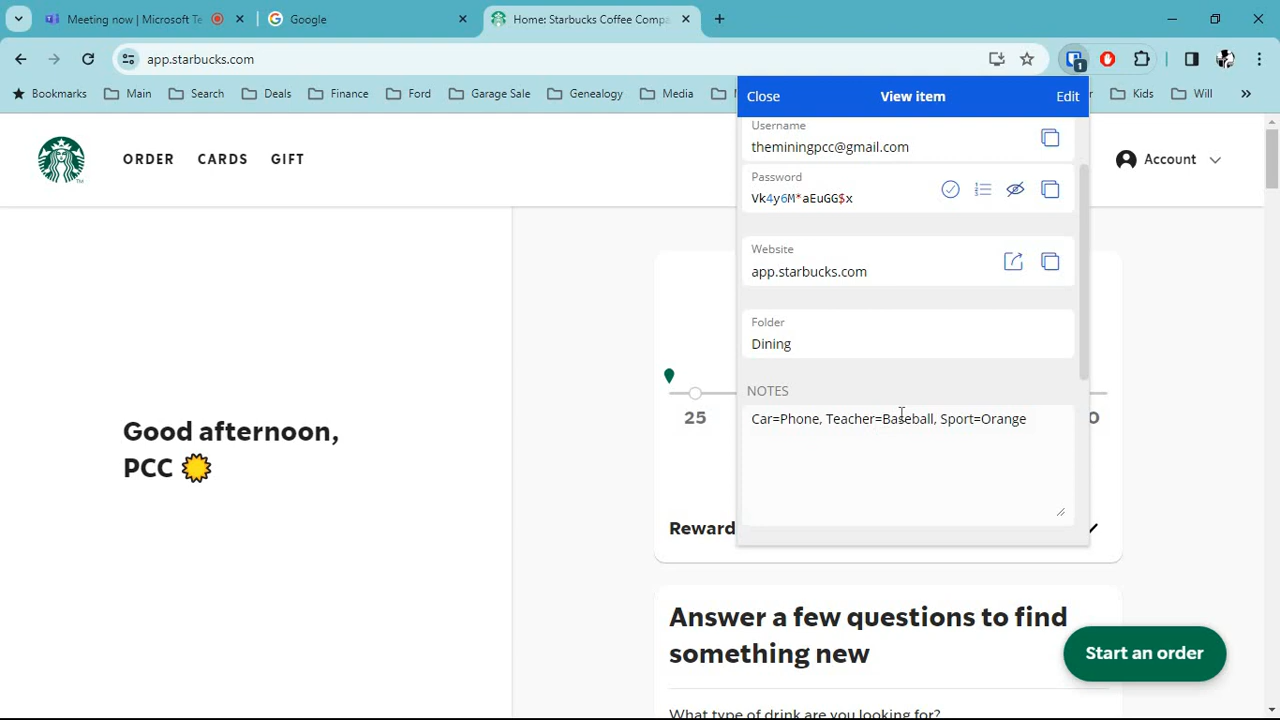 Meeting now | Microsoft Te
Google
Home: Starbucks Coffee Compa
app.starbucks.com
1
Bookmarks
Main
Search
Deals
Finance
Ford
Garage Sale
Genealogy
Media
Kids
Will
Close
View item
Edit
ORDER
CARDS
GIFT
Account
Username
theminingpcc@gmail.com
Password
Vk4y6M*aEuGG$x
Website
app.starbucks.com
Folder
Dining
NOTES
Car=Phone, Teacher=Baseball, Sport=Orange
25
Good afternoon,
PCC
Reward
Answer a few questions to find
something new
Start an order
What type of drink are you looking for?